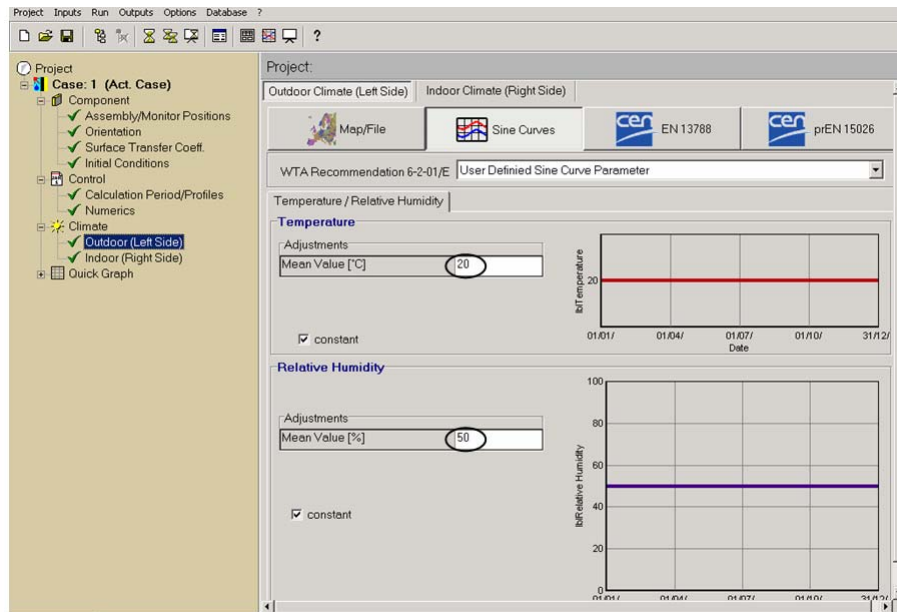 Project Inputs Run Outputs Options Database ?
?
Project
Case: 1 (Act. Case)
Component
Assembly/Monitor Positions
Orientation
Surface Transfer Coeff.
Initial Conditions
Control
Calculation Period/Profiles
Numerics
Climate
Outdoor (Left Side)
Indoor (Right Side)
Quick Graph
Project:
Outdoor Climate (Left Side) Indoor Climate (Right Side)
Map/File Sine Curves cen EN 13788 cen prEN 15026
WTA Recommendation 6-2-01/E User Definied Sine Curve Parameter
Temperature / Relative Humidity
Temperature
Adjustments
Mean Value [°C] 20
constant
lblTemperature
20
01/01/ 01/04/ 01/07/ 01/10/ 31/12/
Date
Relative Humidity
Adjustments
Mean Value [%] 50
constant
lblRelative Humidity
100
80
60
40
20
0
01/01/ 01/04/ 01/07/ 01/10/ 31/12/